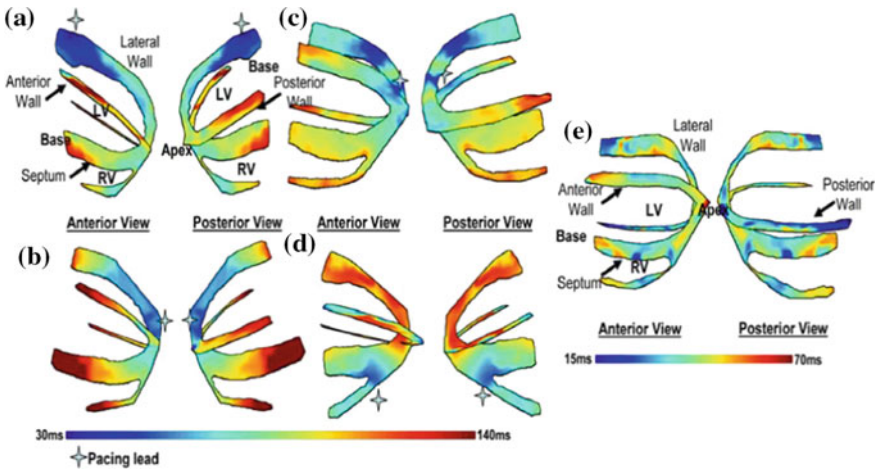 (a)
Lateral
Wall
Anterior
Wall
LV
Base
Septum
RV
Apex
Base
LV
Posterior
Wall
RV
Anterior View
Posterior View
(c)
Anterior View
Posterior View
(b)
(d)
30ms
140ms
Pacing lead
(e)
Lateral
Wall
Anterior
Wall
LV
Apex
Posterior
Wall
Base
Septum
RV
Anterior View
Posterior View
15ms
70ms